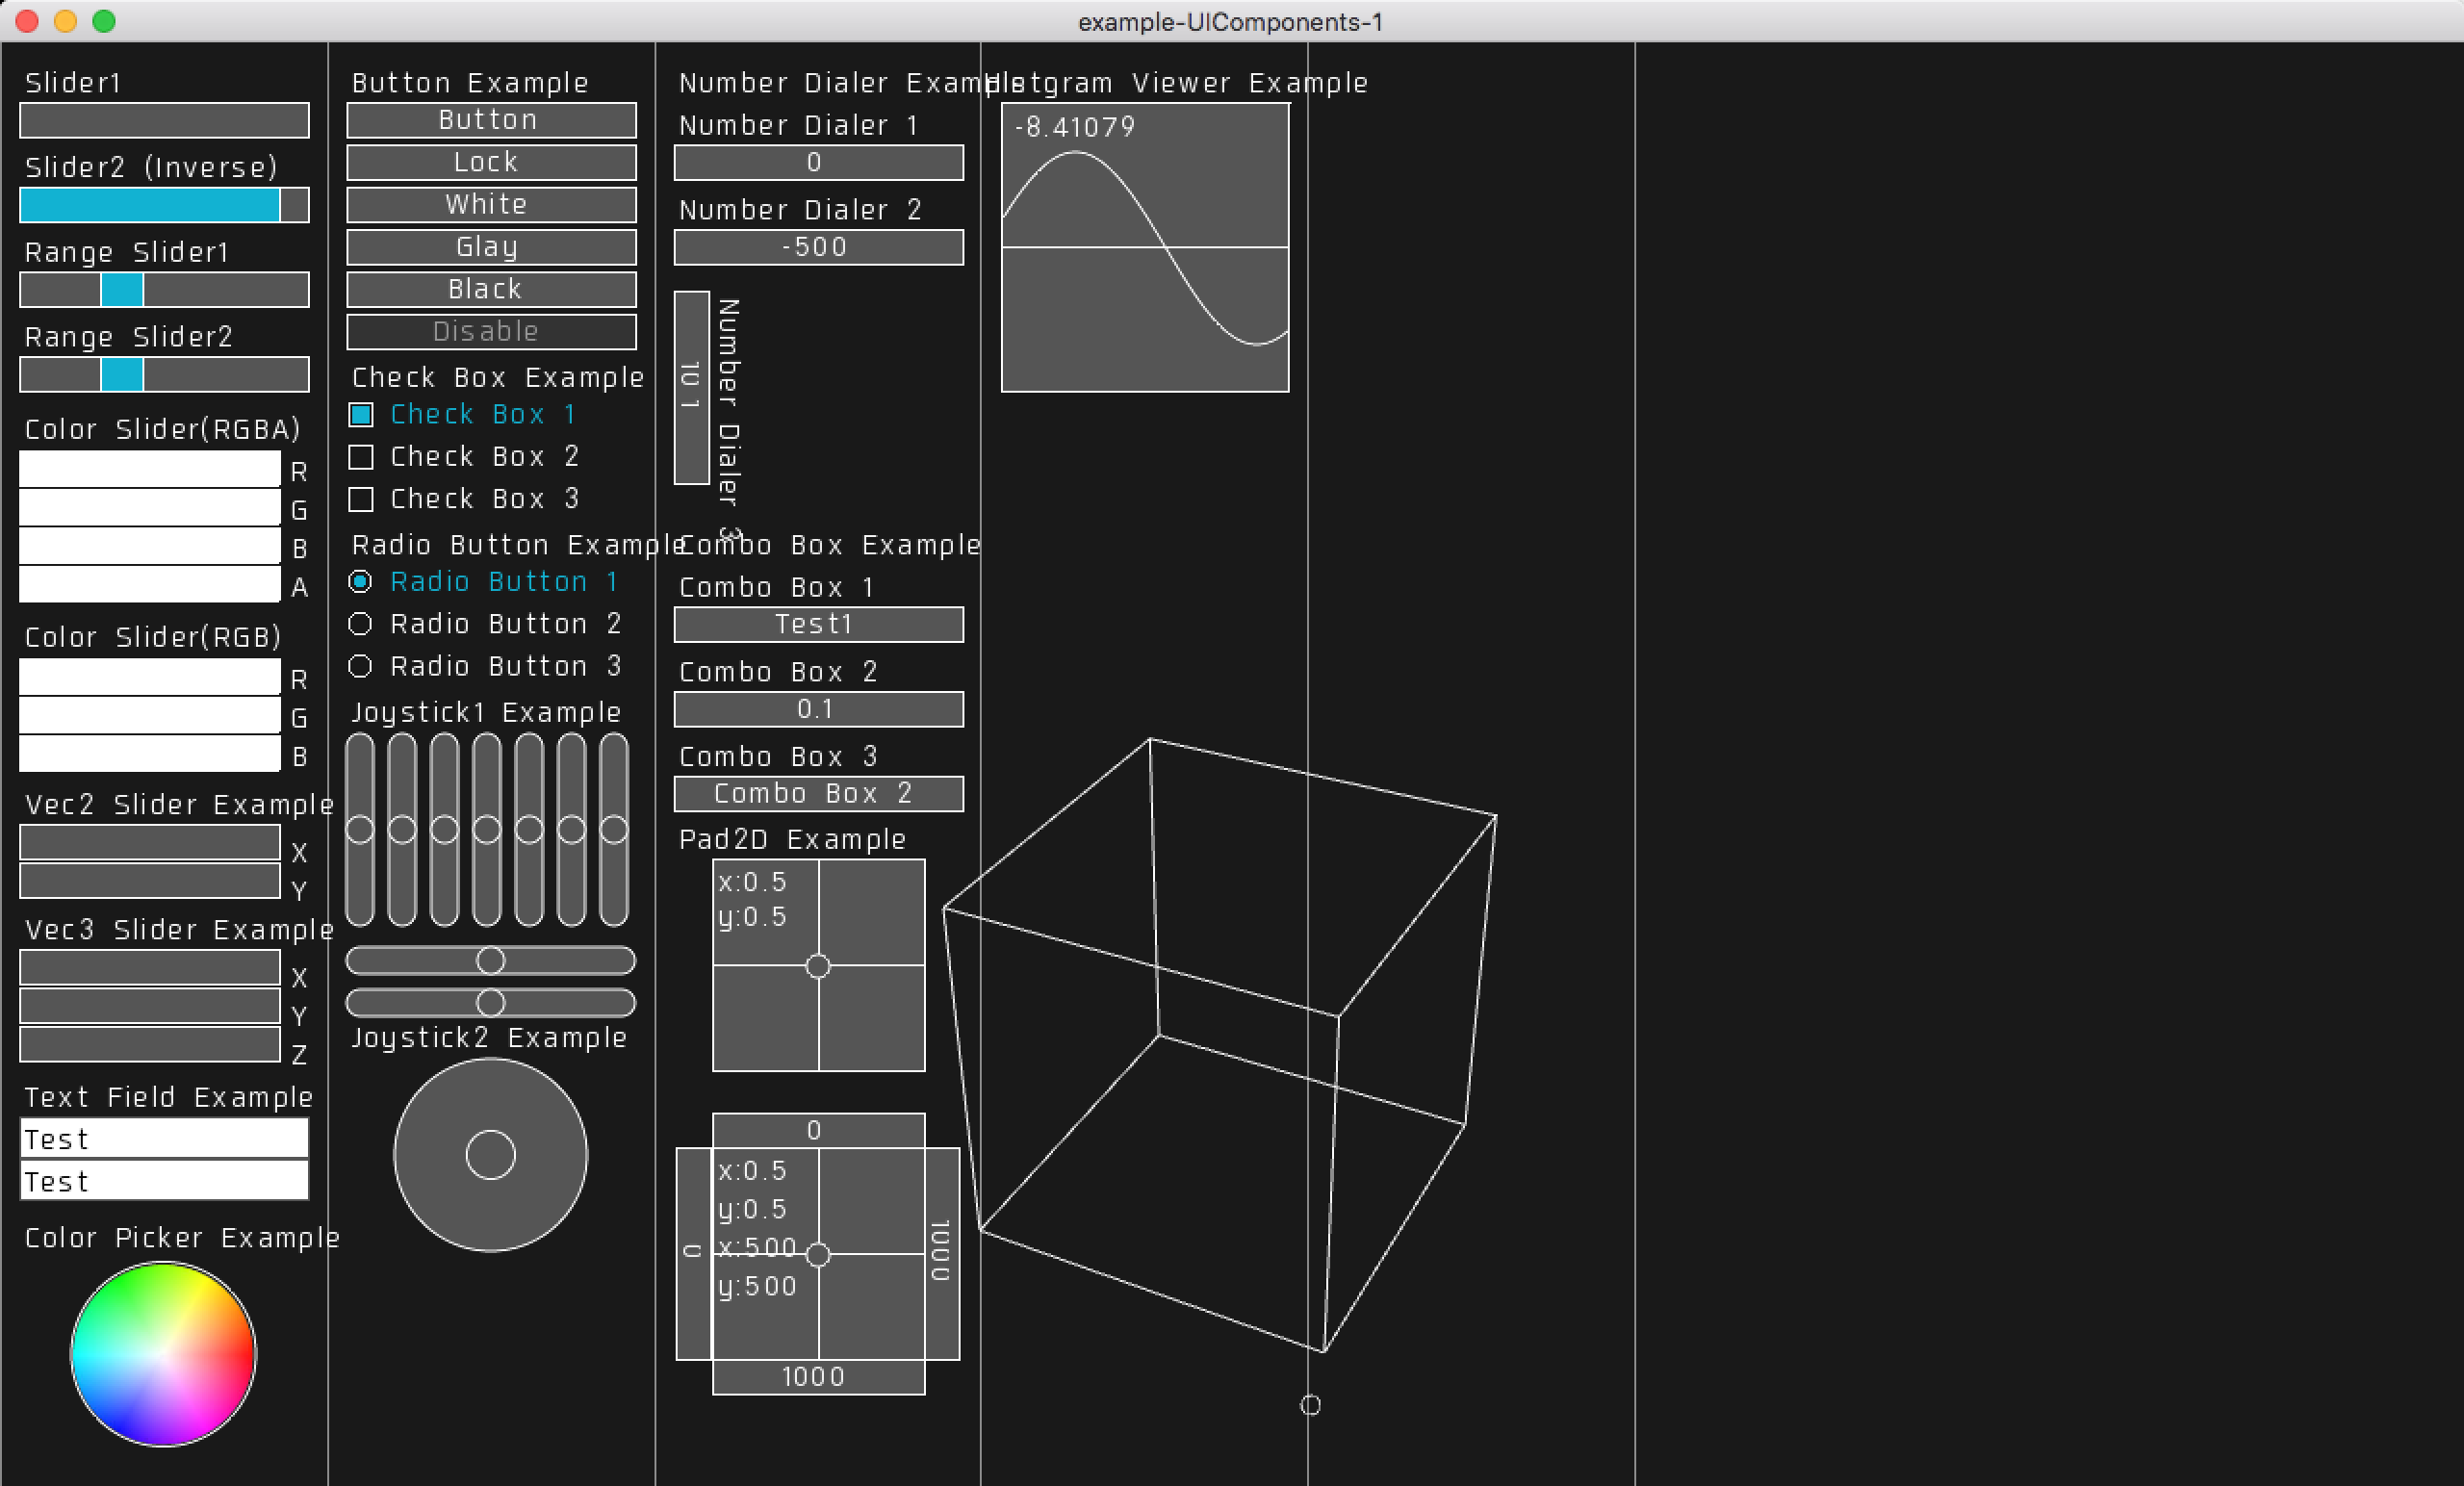 example-UIComponents-1
Slider1
Slider2 (Inverse)
Range Slider1
Range Slider2
Color Slider(RGBA)
R
G
B
A
Color Slider(RGB)
R
G
B
Vec2 Slider Example
X
Y
Vec3 Slider Example
X
Y
Z
Text Field Example
Test
Test
Color Picker Example
Button Example
Button
Lock
White
Glay
Black
Disable
Check Box Example
Check Box 1
Check Box 2
Check Box 3
Radio Button Example
Radio Button 1
Radio Button 2
Radio Button 3
Joystick1 Example
Joystick2 Example
Number Dialer Example
Number Dialer 1
0
Number Dialer 2
-500
10.1
Number Dialer 3
Combo Box Example
Combo Box 1
Test1
Combo Box 2
0.1
Combo Box 3
Combo Box 2
Pad2D Example
x:0.5
y:0.5
0
0
x:0.5
y:0.5
x:500
y:500
1000
1000
Viewer Example
-8.41079